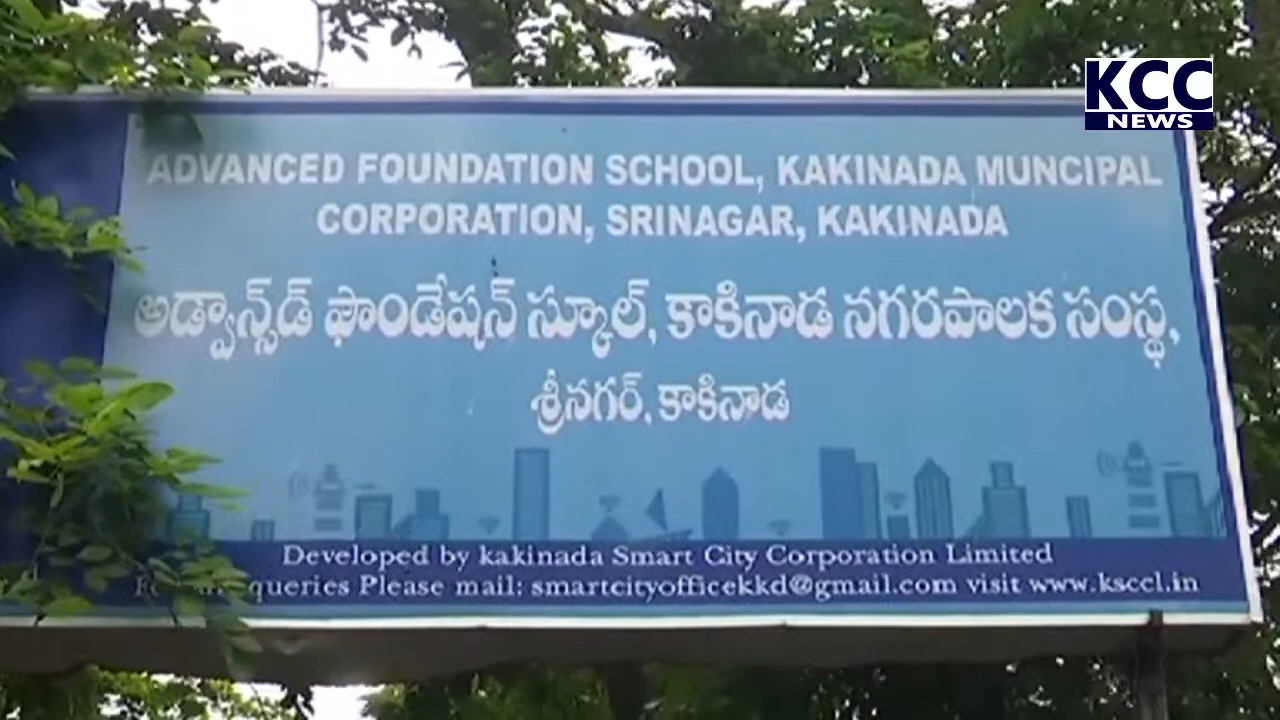 KCC
NEWS
ADVANCED FOUNDATION SCHOOL, KAKINADA MUNCIPAL
CORPORATION, SRINAGAR, KAKINADA
అడ్వాన్స్‌డ్ ఫౌండేషన్ స్కూల్, కాకినాడ నగరపాలక సంస్థ,
శ్రీనగర్, కాకినాడ
Developed by kakinada Smart City Corporation Limited
queries Please mail: smartcityofficekkd@gmail.com visit www.ksccl.in